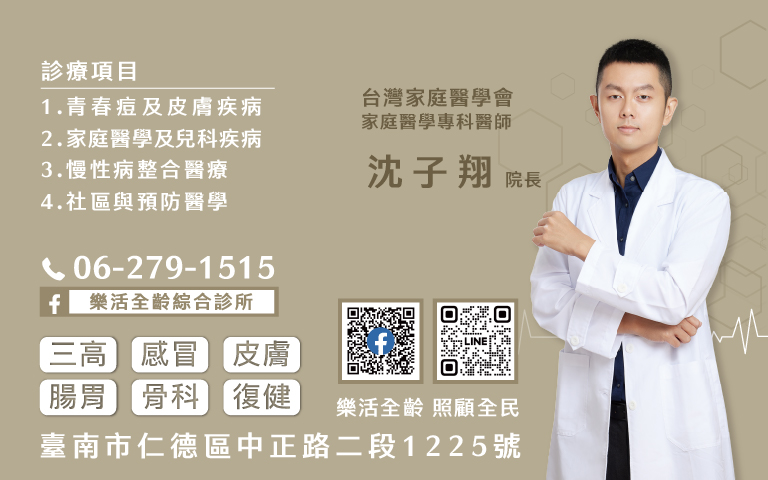 診療項目
1.青春痘及皮膚疾病
2.家庭醫學及兒科疾病
3.慢性病整合醫療
4.社區與預防醫學
台灣家庭醫學會
家庭醫學專科醫師
沈子翔 院長
06-279-1515
樂活全齡綜合診所
三高 感冒 皮膚
腸胃 骨科 復健
LINE
樂活全齡 照顧全民
臺南市仁德區中正路二段1225號